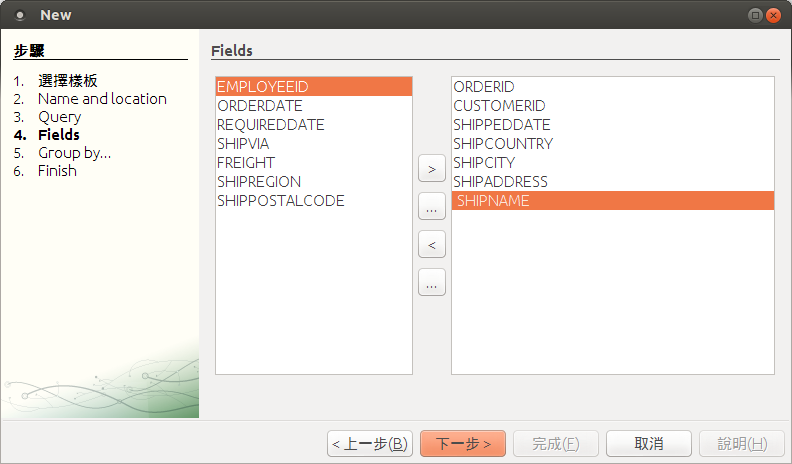 New
步驟
1. 選擇樣板
2. Name and location
3. Query
4. Fields
5. Group by...
6. Finish
Fields
EMPLOYEEID
ORDERDATE
REQUIREDDATE
SHIPVIA
FREIGHT
SHIPREGION
SHIPPOSTALCODE
>
...
<
...
ORDERID
CUSTOMERID
SHIPPEDDATE
SHIPCOUNTRY
SHIPCITY
SHIPADDRESS
SHIPNAME
< 上一步(B) 下一步 > 完成(F) 取消 說明(H)